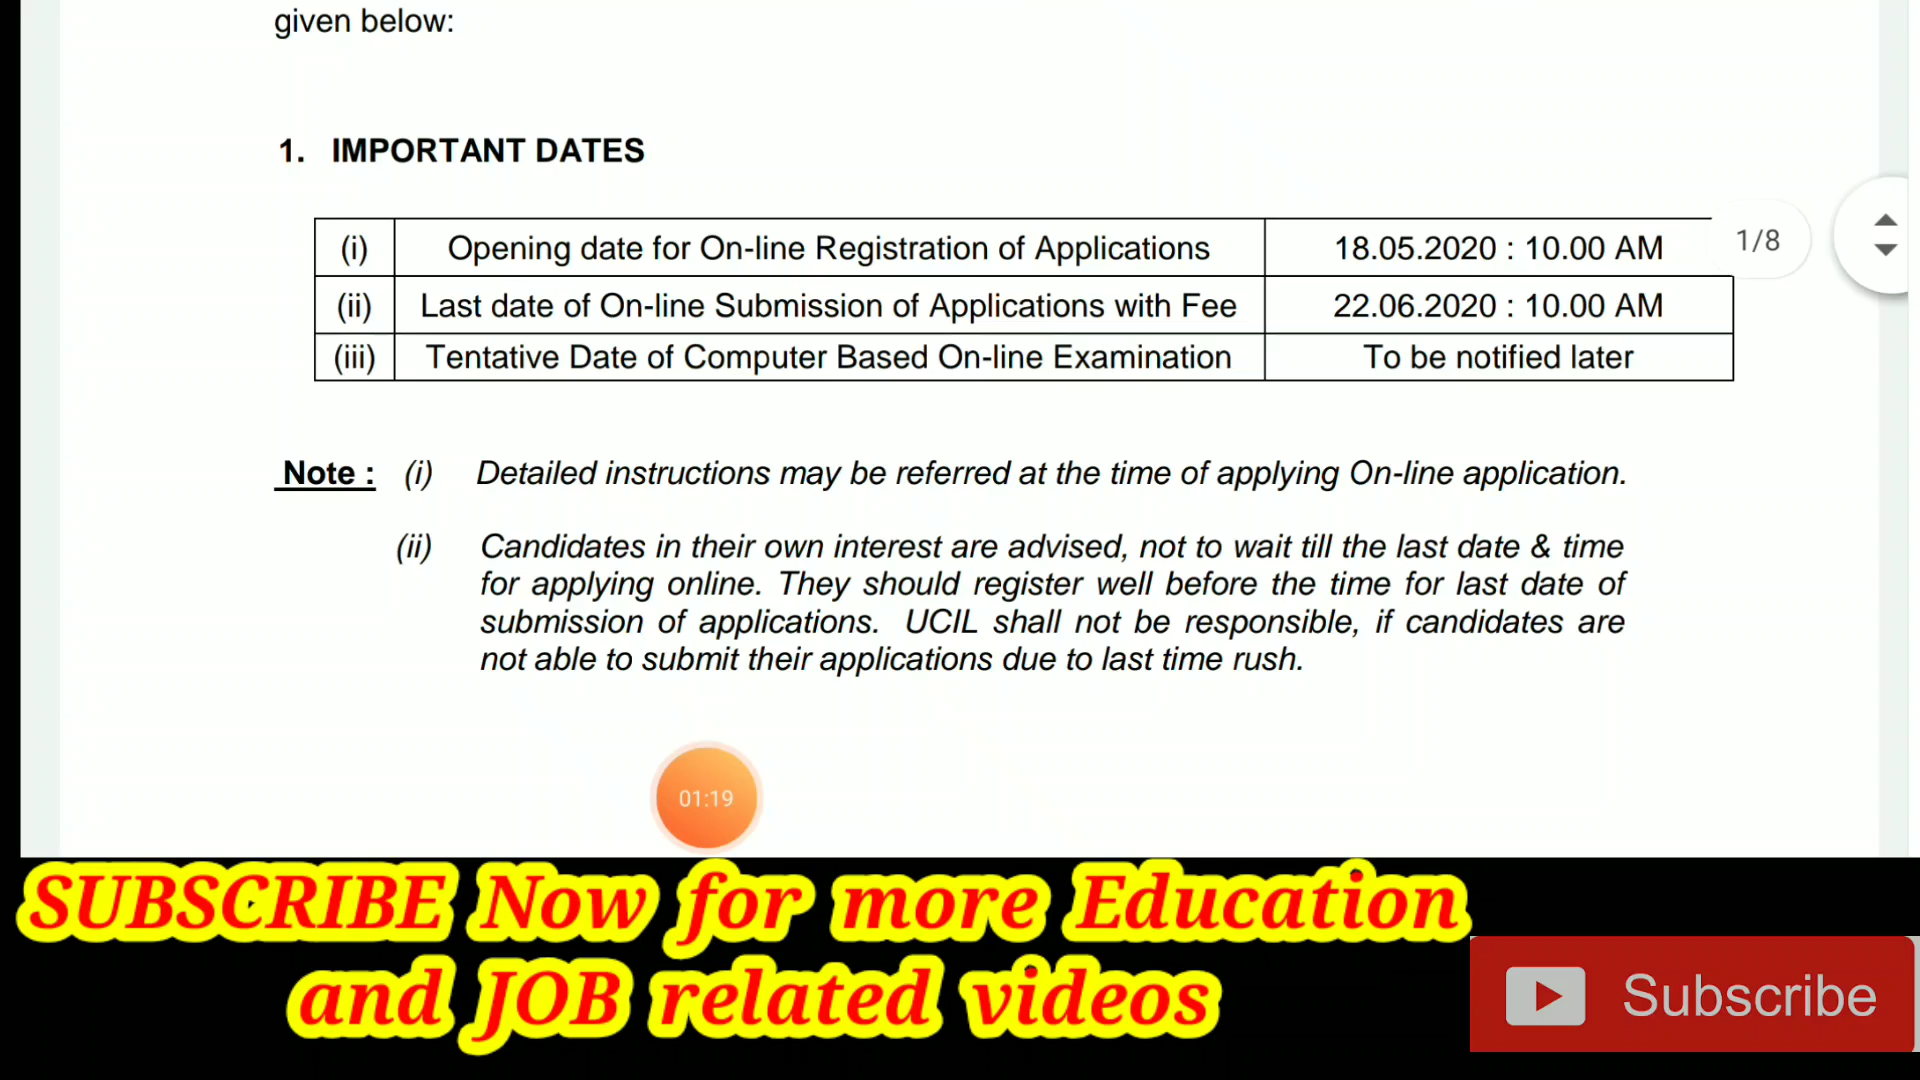 given below:
1. IMPORTANT DATES
(i) Opening date for On-line Registration of Applications 18.05.2020 : 10.00 AM
1/8
(ii) Last date of On-line Submission of Applications with Fee 22.06.2020 : 10.00 AM
(iii) Tentative Date of Computer Based On-line Examination To be notified later
Note : (i) Detailed instructions may be referred at the time of applying On-line application.
(ii) Candidates in their own interest are advised, not to wait till the last date & time
for applying online. They should register well before the time for last date of
submission of applications. UCIL shall not be responsible, if candidates are
not able to submit their applications due to last time rush.
01:19
SUBSCRIBE Now for more Education
and JOB related videos
Subscribe